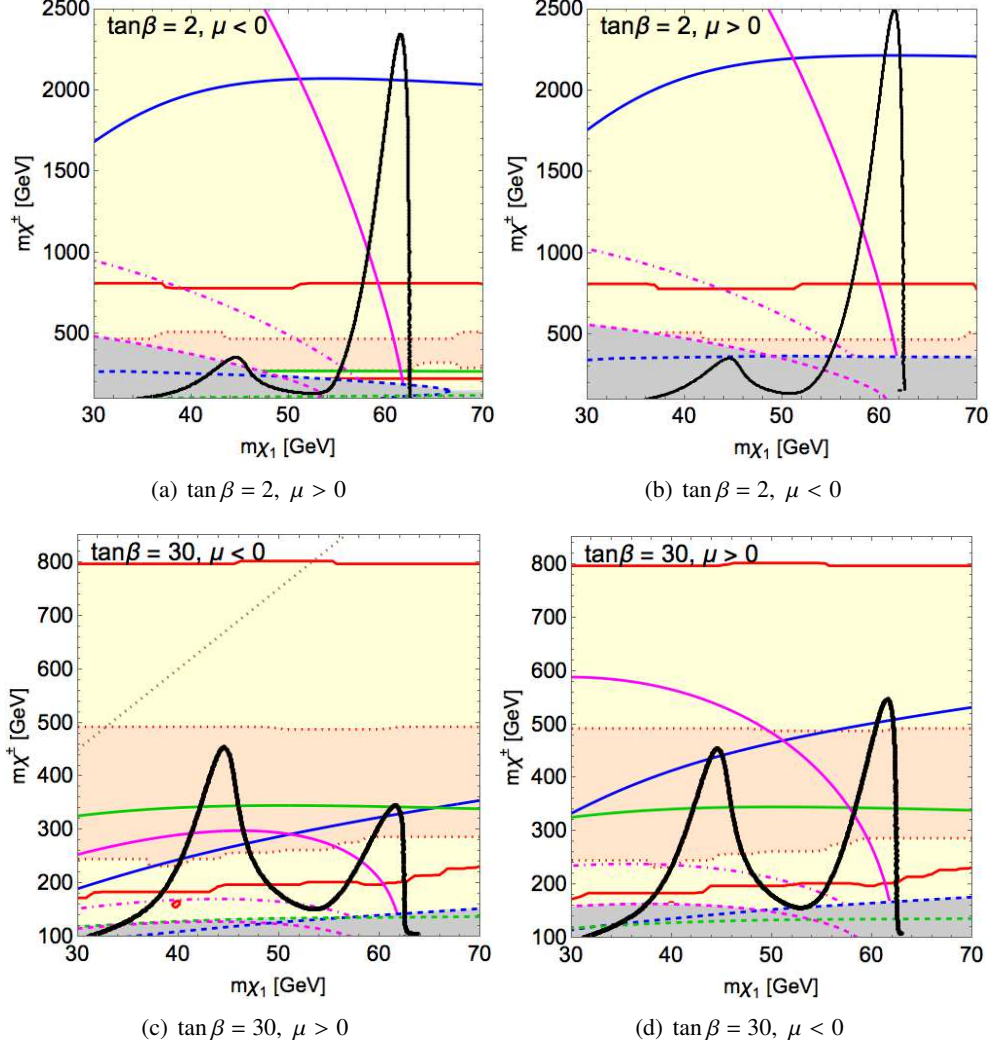 tanβ = 2, μ < 0
2500
2000
1500
1000
500
mχ± [GeV]
30 40 50 60 70
mχ1 [GeV]
(a) tan β = 2, μ > 0
tanβ = 2, μ > 0
2500
2000
1500
1000
500
mχ± [GeV]
30 40 50 60 70
mχ1 [GeV]
(b) tan β = 2, μ < 0
tanβ = 30, μ < 0
800
700
600
500
400
300
200
100
mχ± [GeV]
30 40 50 60 70
mχ1 [GeV]
(c) tan β = 30, μ > 0
tanβ = 30, μ > 0
800
700
600
500
400
300
200
100
mχ± [GeV]
30 40 50 60 70
mχ1 [GeV]
(d) tan β = 30, μ < 0